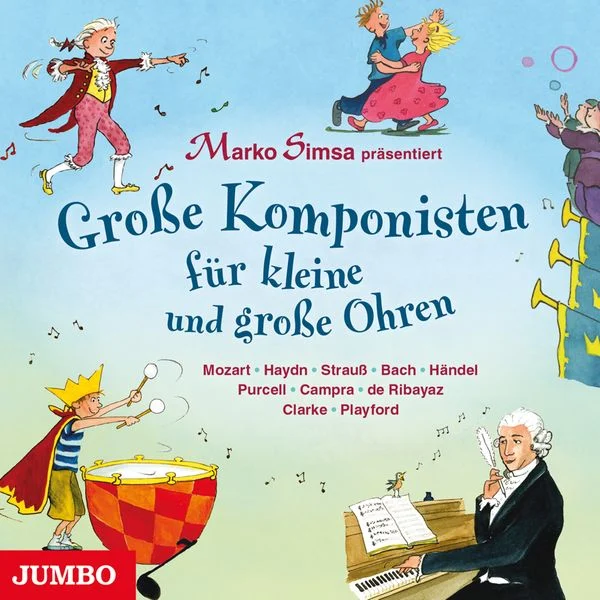 Marko Simsa präsentiert
Große Komponisten
für kleine
und große Ohren
Mozart • Haydn • Strauß • Bach • Händel
Purcell • Campra • de Ribayaz
Clarke • Playford
JUMBO